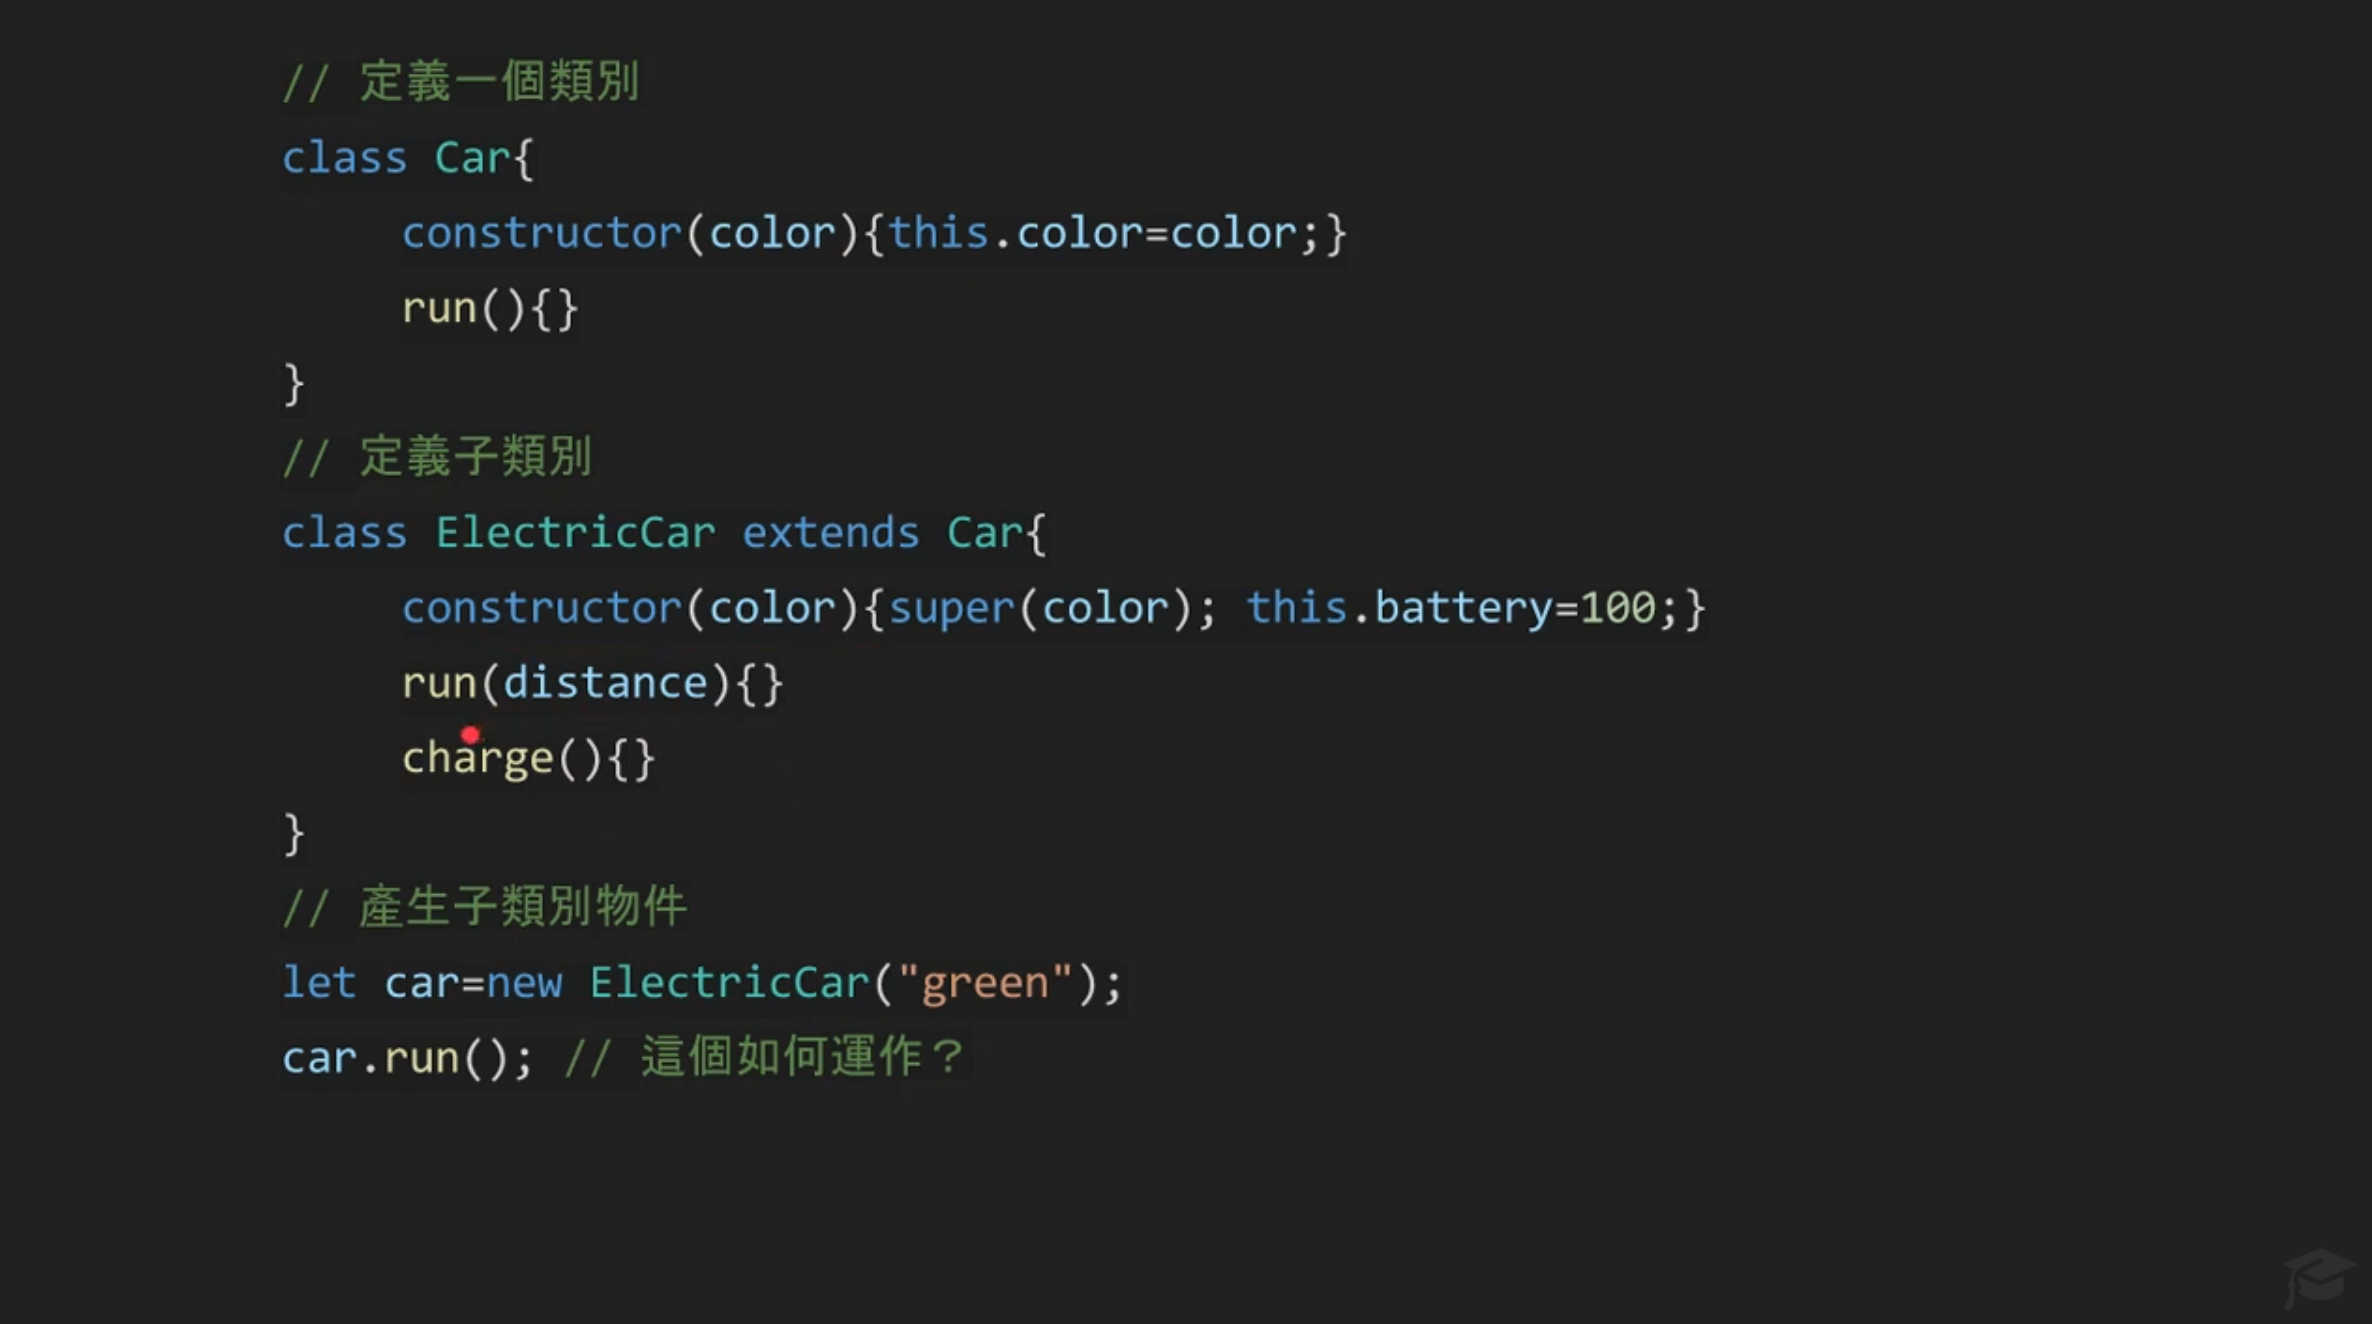 // 定義一個類別
class Car{
constructor(color){this.color=color;}
run(){}
}
// 定義子類別
class ElectricCar extends Car{
constructor(color){super(color); this.battery=100;}
run(distance){}
charge(){}
}
// 產生子類別物件
let car=new ElectricCar("green");
car.run(); // 這個如何運作？